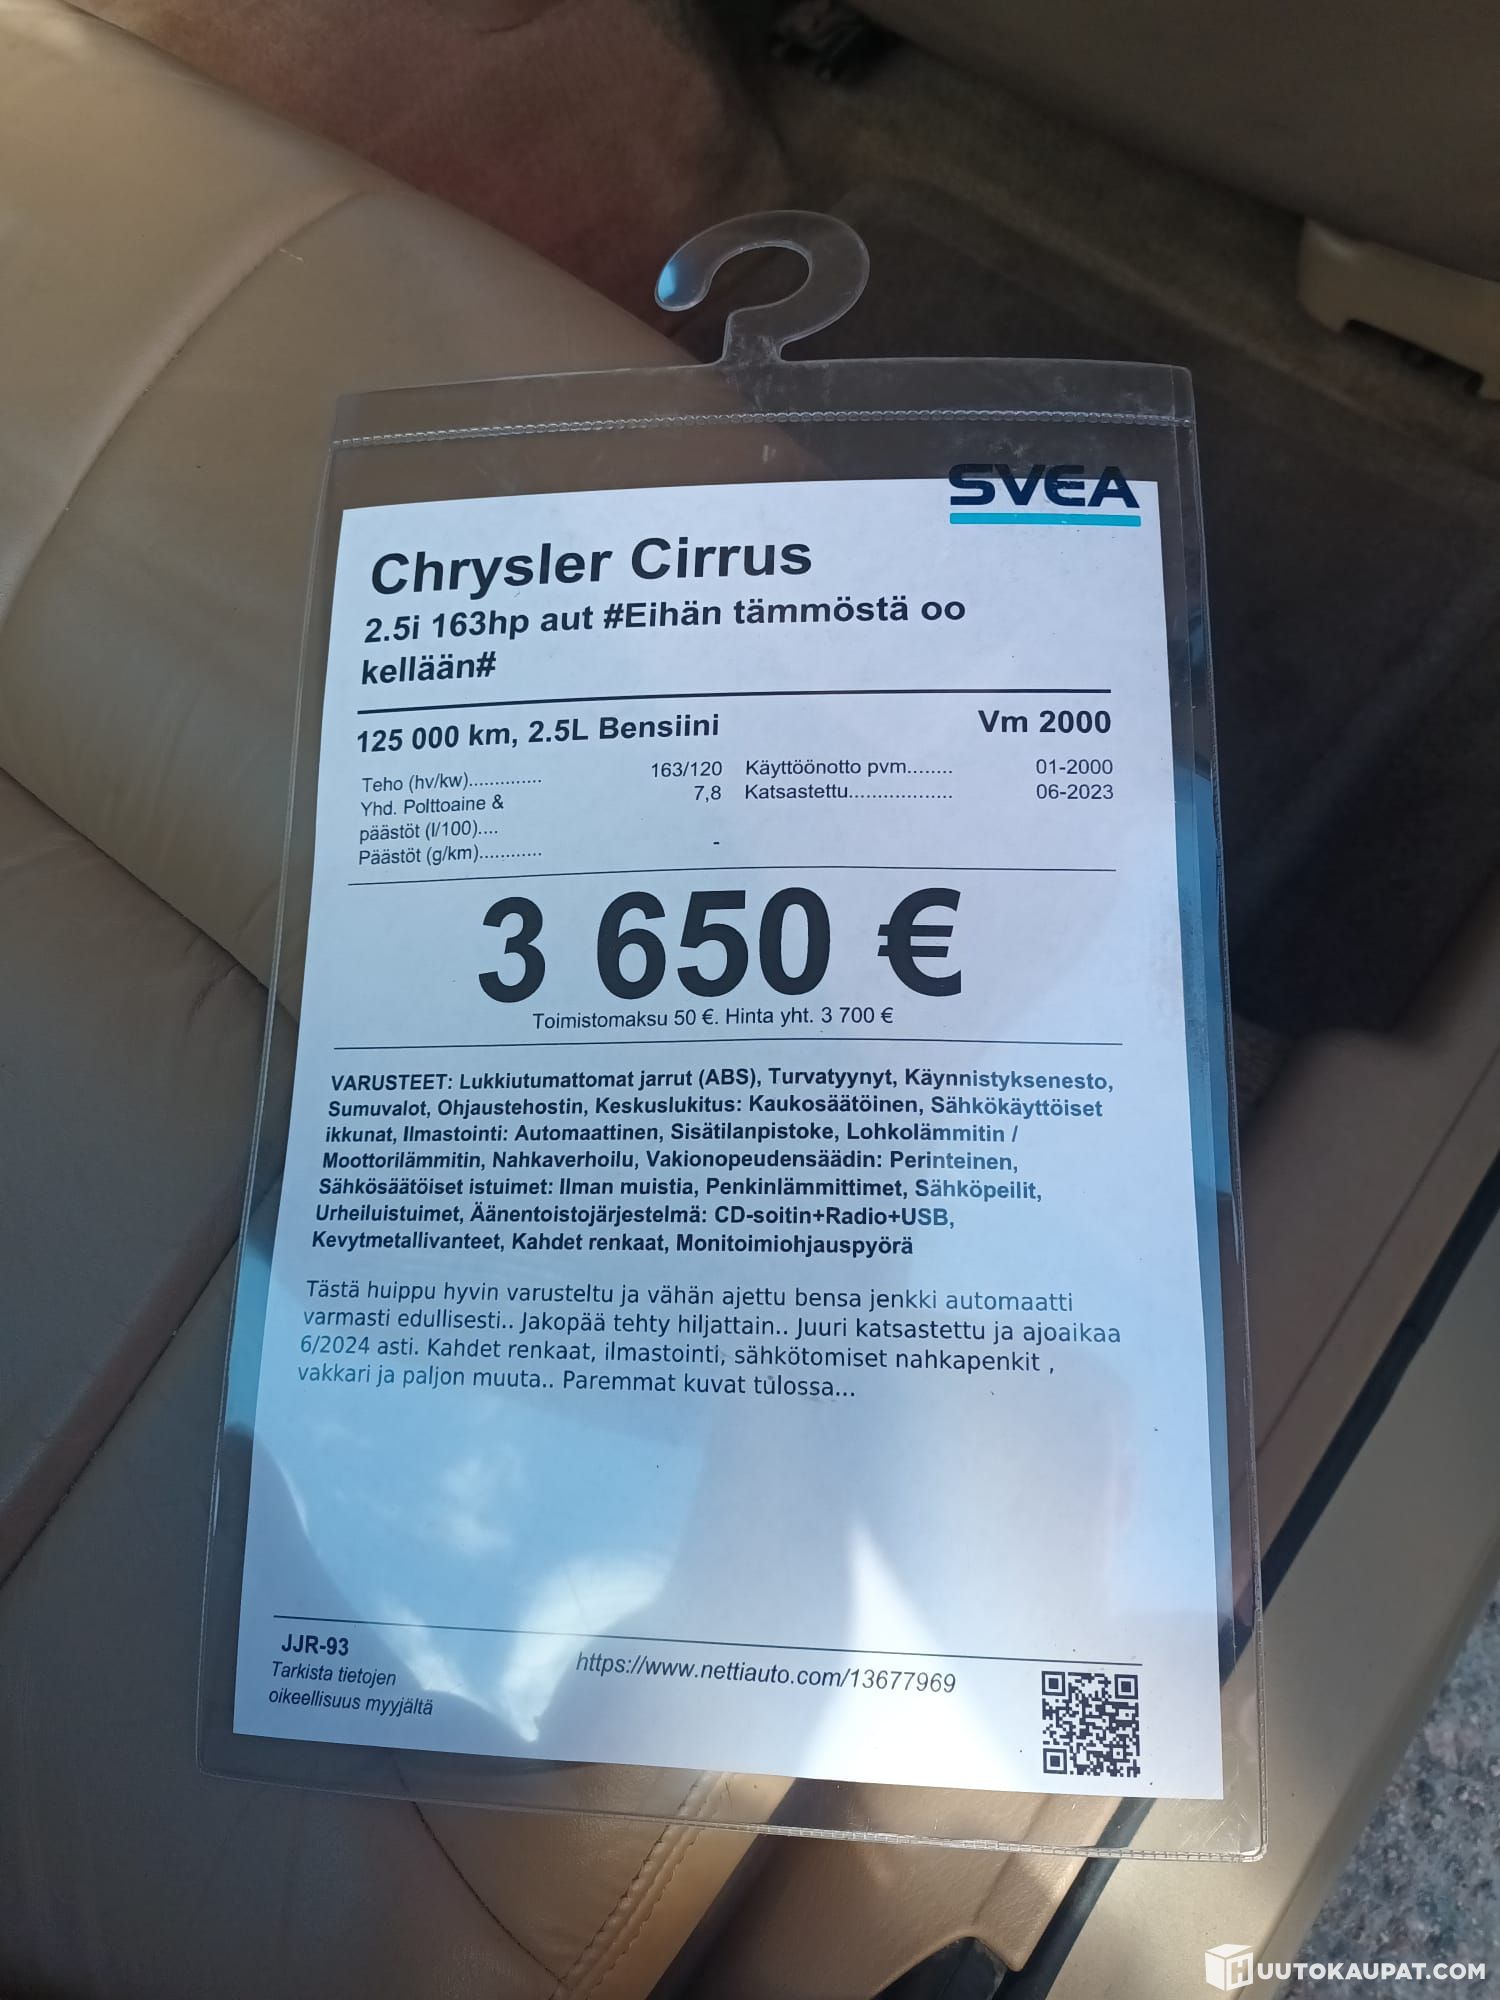 SVEA
Chrysler Cirrus
2.5i 163hp aut #Eihän tämmöstä oo
kellään#
125 000 km, 2.5L Bensiini
Vm 2000
Teho (hv/kw).............. 163/120
Yhd. Polttoaine & 7,8
päästöt (l/100)....
Päästöt (g/km)............ -
Käyttöönotto pvm........ 01-2000
Katsastettu.................. 06-2023
3 650 €
Toimistomaksu 50 €. Hinta yht. 3 700 €
VARUSTEET: Lukkiutumattomat jarrut (ABS), Turvatyynyt, Käynnistyksenesto,
Sumuvalot, Ohjaustehostin, Keskuslukitus: Kaukosäätöinen, Sähkökäyttöiset
ikkunat, Ilmastointi: Automaattinen, Sisätilanpistoke, Lohkolämmitin /
Moottorilämmitin, Nahkaverhoilu, Vakionopeudensäädin: Perinteinen,
Sähkösäätöiset istuimet: Ilman muistia, Penkinlämmittimet, Sähköpeilit,
Urheiluistuimet, Äänentoistojärjestelmä: CD-soitin+Radio+USB,
Kevytmetallivanteet, Kahdet renkaat, Monitoimiohjauspyörä
Tästä huippu hyvin varusteltu ja vähän ajettu bensa jenkki automaatti
varmasti edullisesti.. Jakopää tehty hiljattain.. Juuri katsastettu ja ajoaikaa
6/2024 asti. Kahdet renkaat, ilmastointi, sähkötomiset nahkapenkit ,
vakkari ja paljon muuta.. Paremmat kuvat tulossa...
JJR-93
Tarkista tietojen
oikeellisuus myyjältä
https://www.nettiauto.com/13677969
HUUTOKAUPAT.COM